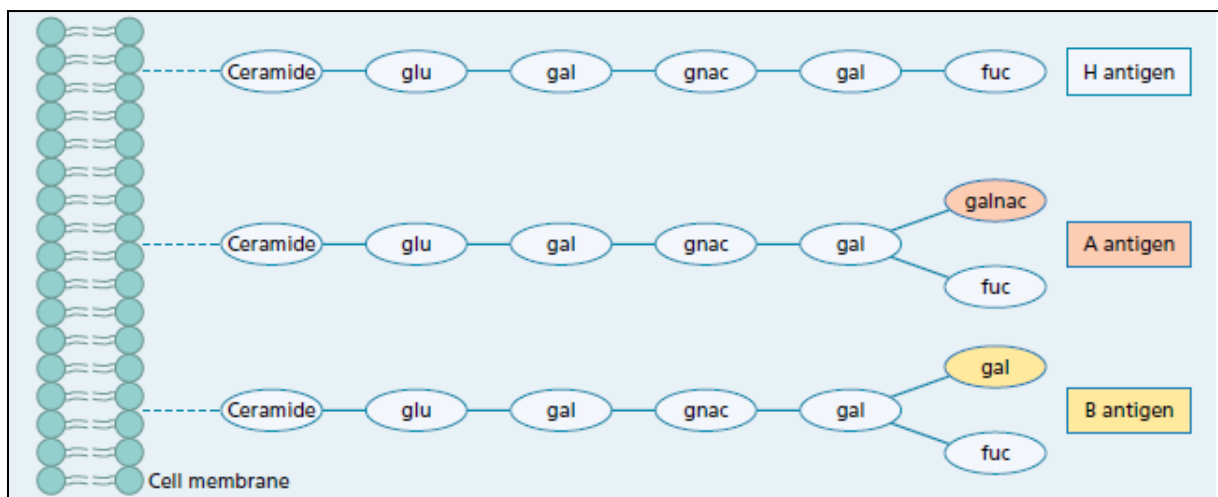 Ceramide glu gal gnac gal fuc H antigen
galnac
Ceramide glu gal gnac gal A antigen
fuc
gal
Ceramide glu gal gnac gal B antigen
fuc
Cell membrane